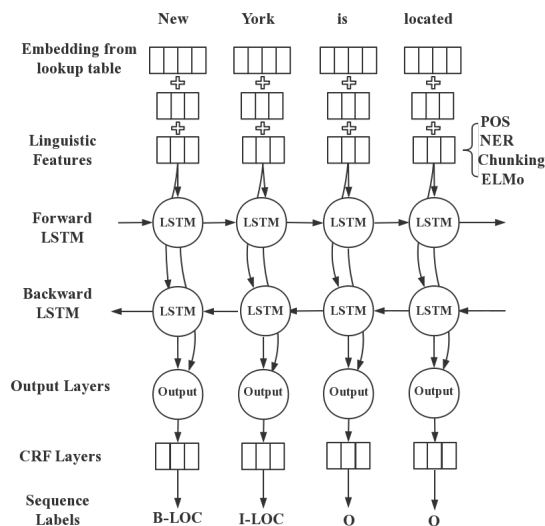 New York is located
Embedding from
lookup table
POS
Linguistic
Features
NER
Chunking
ELMo
Forward
LSTM
LSTM LSTM LSTM LSTM
Backward
LSTM
LSTM LSTM LSTM LSTM
Output Layers
Output Output Output Output
CRF Layers
Sequence
Labels
B-LOC I-LOC O O